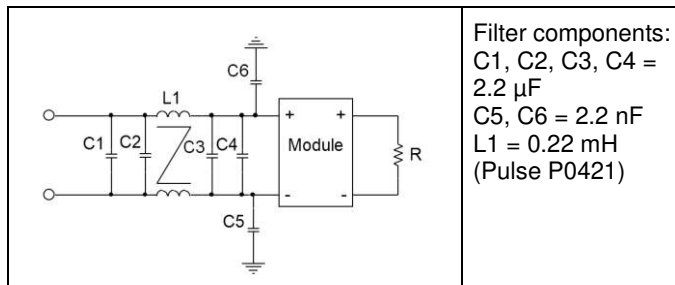 C6
L1
C1 C2 C3 C4
+ +
Module
R
- -
C5
Filter components:
C1, C2, C3, C4 =
2.2 µF
C5, C6 = 2.2 nF
L1 = 0.22 mH
(Pulse P0421)